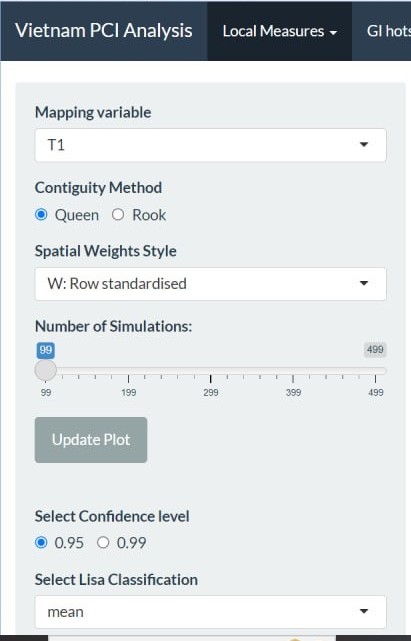 Vietnam PCI Analysis Local Measures GI hots
Mapping variable
T1
Contiguity Method
Queen Rook
Spatial Weights Style
W: Row standardised
Number of Simulations:
99 499
99 199 299 399 499
Update Plot
Select Confidence level
0.95 0.99
Select Lisa Classification
mean